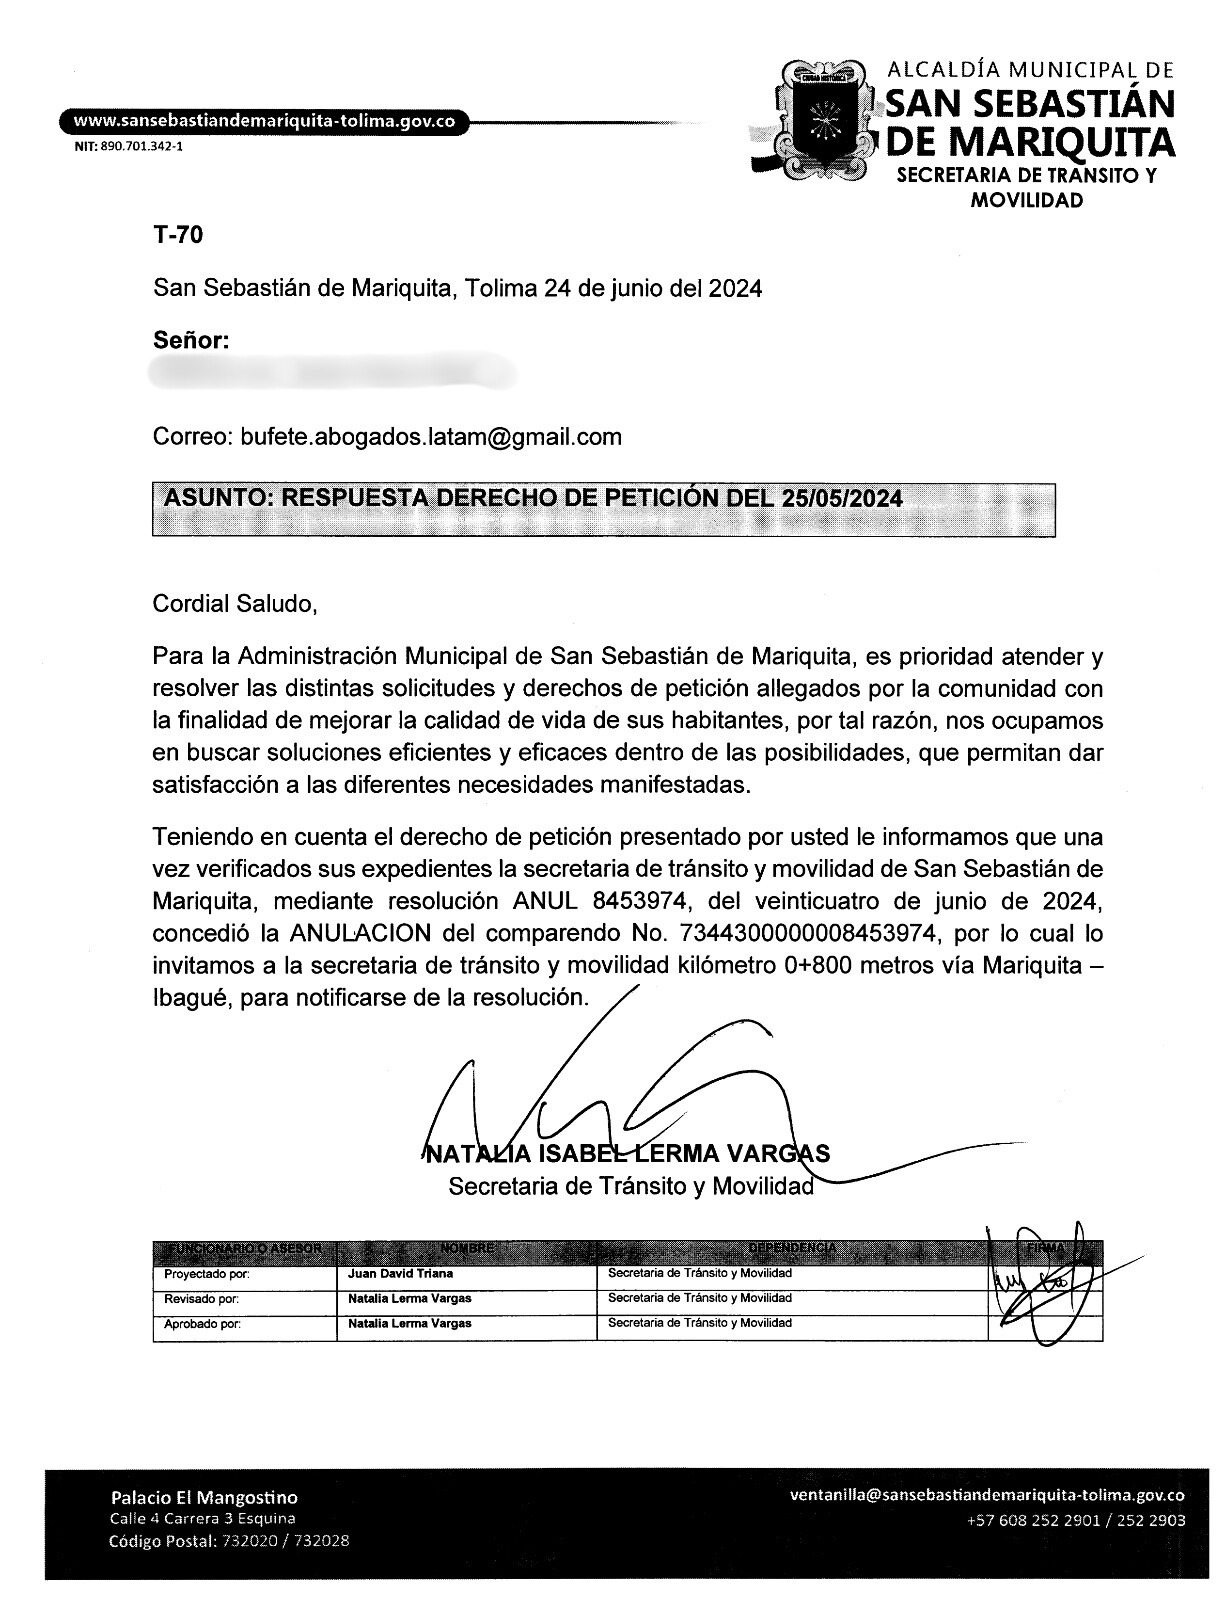 www.sansebastiandemariquita-tolima.gov.co
NIT: 890.701.342-1
ALCALDÍA MUNICIPAL DE
SAN SEBASTIÁN
DE MARIQUITA
SECRETARIA DE TRANSITO Y
MOVILIDAD
T-70
San Sebastián de Mariquita, Tolima 24 de junio del 2024
Señor:
Correo: bufete.abogados.latam@gmail.com
ASUNTO: RESPUESTA DERECHO DE PETICIÓN DEL 25/05/2024
Cordial Saludo,
Para la Administración Municipal de San Sebastián de Mariquita, es prioridad atender y
resolver las distintas solicitudes y derechos de petición allegados por la comunidad con
la finalidad de mejorar la calidad de vida de sus habitantes, por tal razón, nos ocupamos
en buscar soluciones eficientes y eficaces dentro de las posibilidades, que permitan dar
satisfacción a las diferentes necesidades manifestadas.
Teniendo en cuenta el derecho de petición presentado por usted le informamos que una
vez verificados sus expedientes la secretaria de tránsito y movilidad de San Sebastián de
Mariquita, mediante resolución ANUL 8453974, del veinticuatro de junio de 2024,
concedió la ANULACION del comparendo No. 7344300000008453974, por lo cual lo
invitamos a la secretaria de tránsito y movilidad kilómetro 0+800 metros vía Mariquita –
Ibagué, para notificarse de la resolución.
NATALIA ISABEL LERMA VARGAS
Secretaria de Tránsito y Movilidad
FUNCIONARIO O ASESOR NOMBRE DEPENDENCIA FIRMA
Proyectado por: Juan David Triana Secretaria de Tránsito y Movilidad
Revisado por: Natalia Lerma Vargas Secretaria de Tránsito y Movilidad
Aprobado por: Natalia Lerma Vargas Secretaria de Tránsito y Movilidad
Palacio El Mangostino
Calle 4 Carrera 3 Esquina
Código Postal: 732020 / 732028
ventanilla@sansebastiandemariquita-tolima.gov.co
+57 608 252 2901 / 252 2903